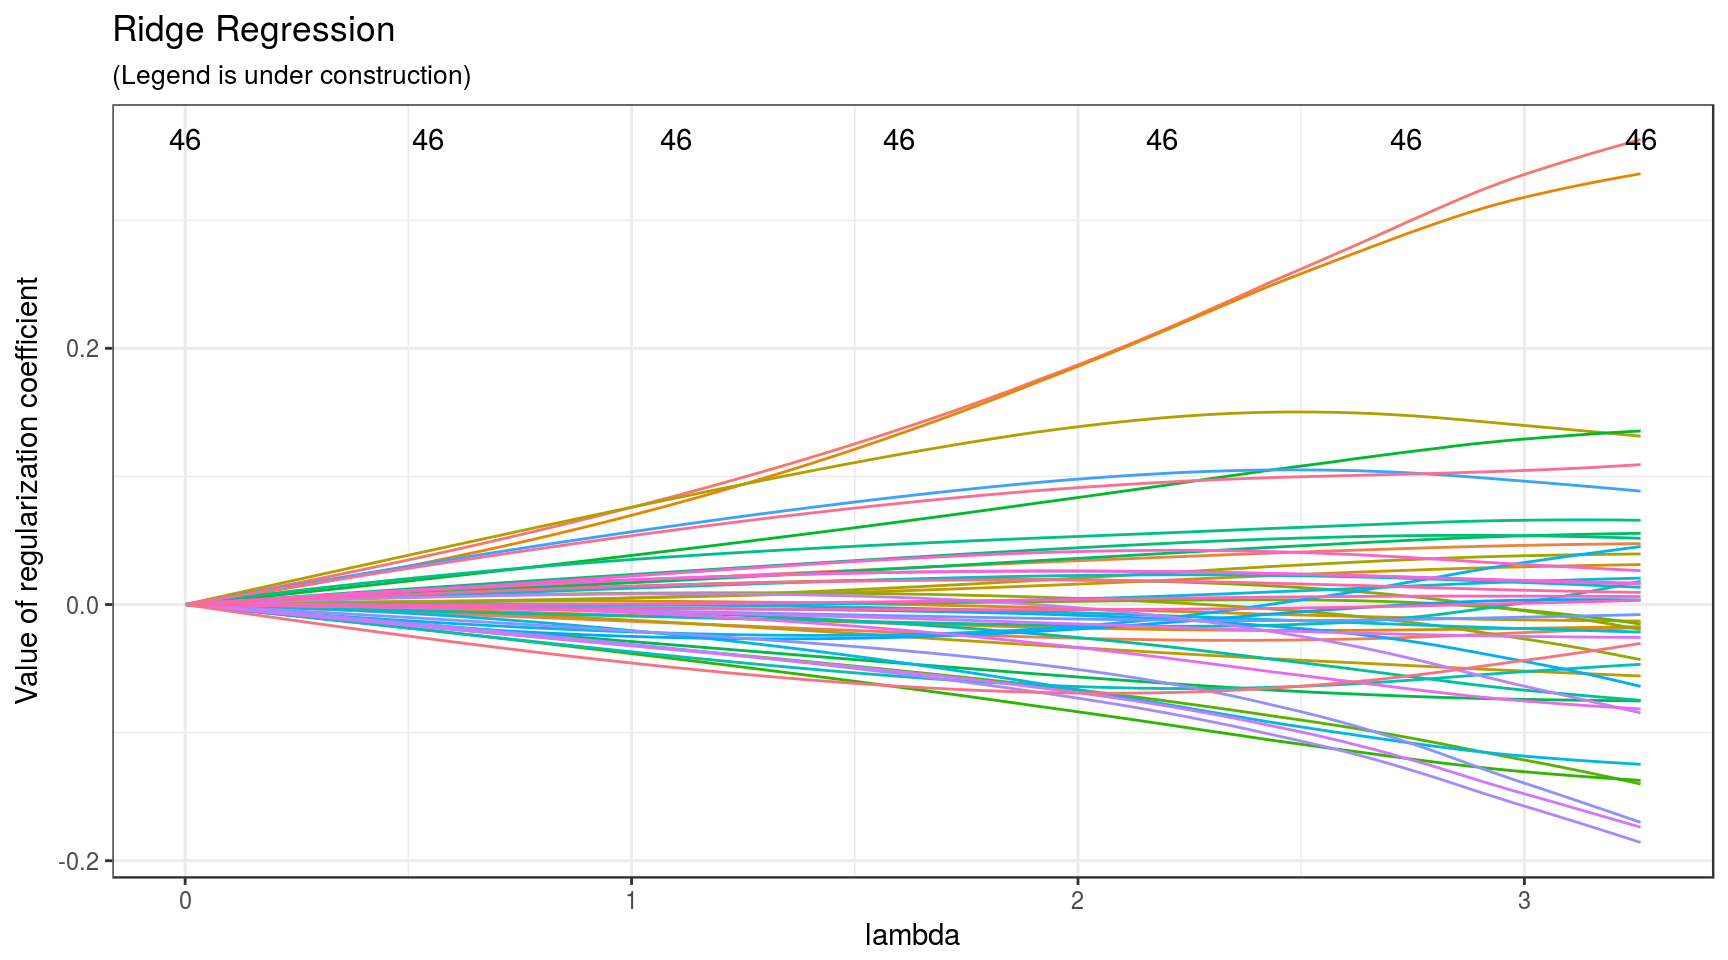 Ridge Regression
(Legend is under construction)
46 46 46 46 46 46 46
Value of regularization coefficient
0.2
0.0
-0.2
0 1 2 3
lambda